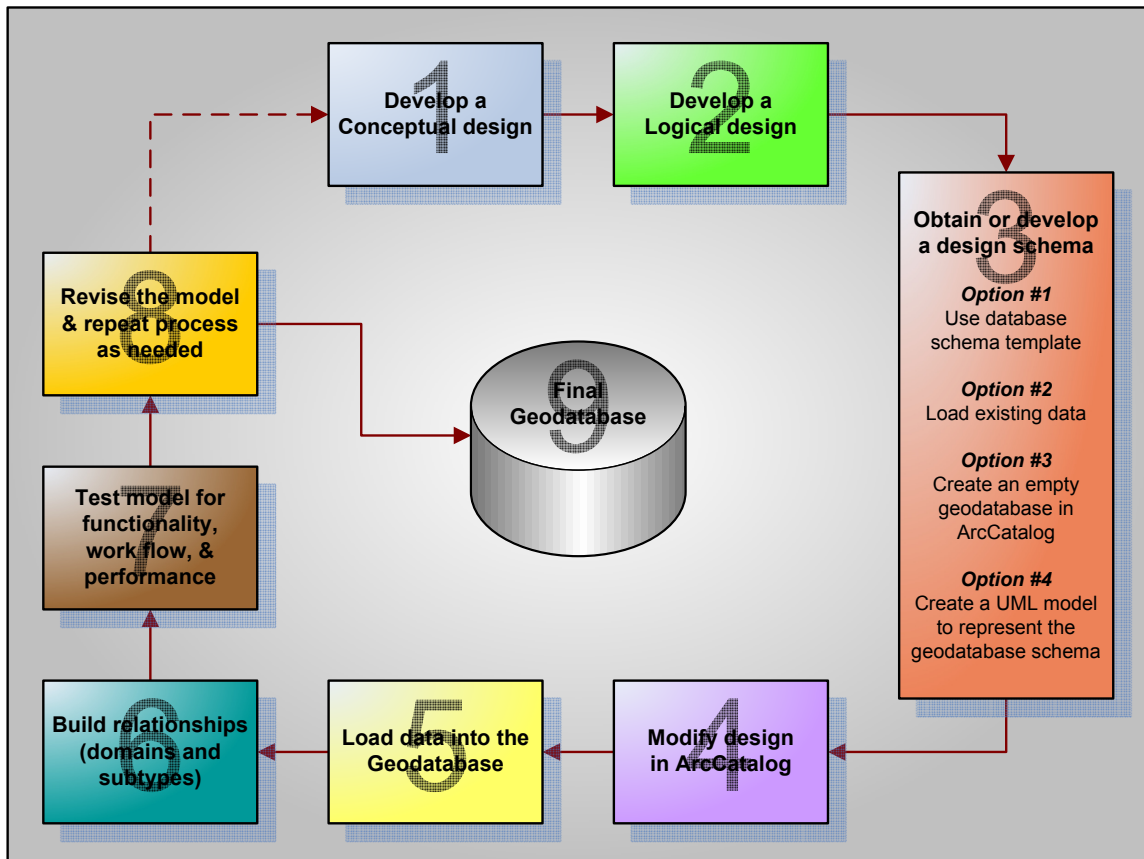 1
Develop a
Conceptual design
2
Develop a
Logical design
3
Obtain or develop
a design schema
Option #1
Use database
schema template
Option #2
Load existing data
Option #3
Create an empty
geodatabase in
ArcCatalog
Option #4
Create a UML model
to represent the
geodatabase schema
4
Modify design
in ArcCatalog
5
Load data into the
Geodatabase
6
Build relationships
(domains and
subtypes)
7
Test model for
functionality,
work flow, &
performance
8
Revise the model
& repeat process
as needed
9
Final
Geodatabase